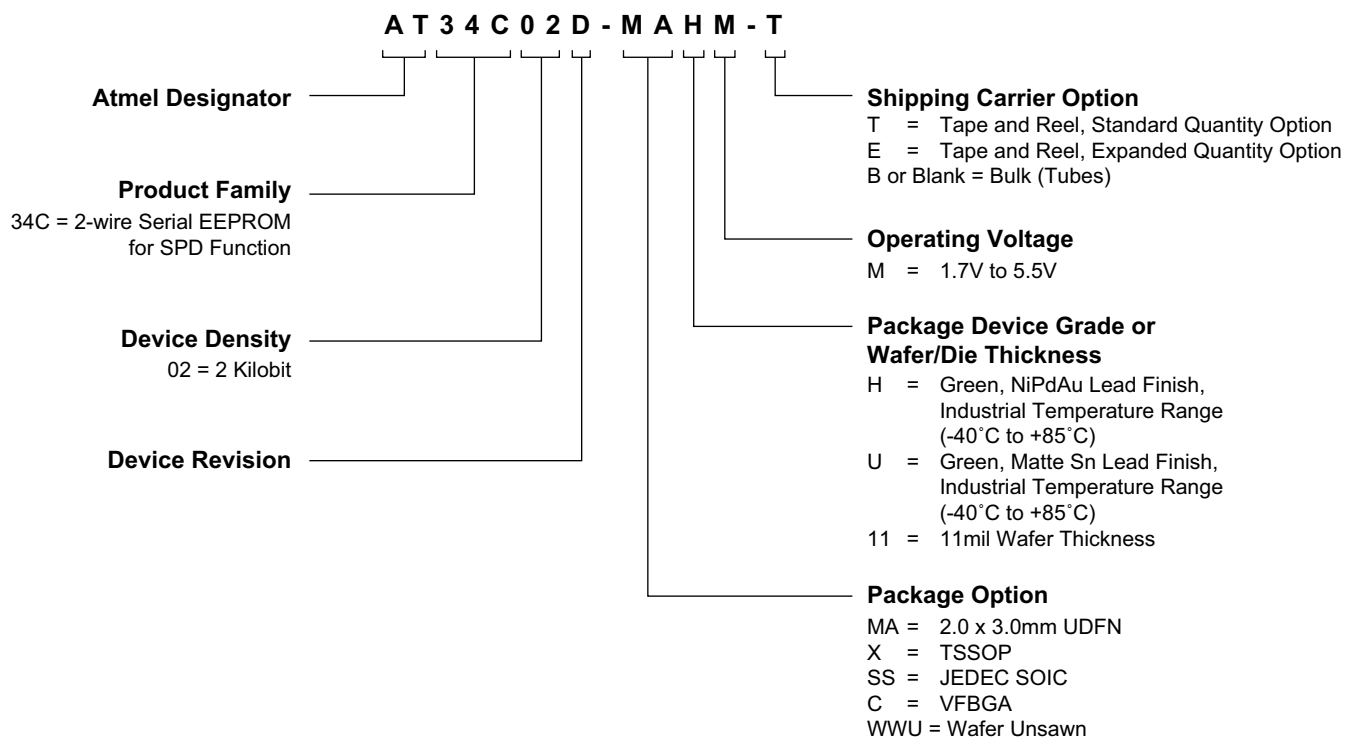 AT34C02D-MAHM-T
Atmel Designator
Product Family
34C = 2-wire Serial EEPROM
for SPD Function
Device Density
02 = 2 Kilobit
Device Revision
Shipping Carrier Option
T = Tape and Reel, Standard Quantity Option
E = Tape and Reel, Expanded Quantity Option
B or Blank = Bulk (Tubes)
Operating Voltage
M = 1.7V to 5.5V
Package Device Grade or
Wafer/Die Thickness
H = Green, NiPdAu Lead Finish,
Industrial Temperature Range
(-40˚C to +85˚C)
U = Green, Matte Sn Lead Finish,
Industrial Temperature Range
(-40˚C to +85˚C)
11 = 11mil Wafer Thickness
Package Option
MA = 2.0 x 3.0mm UDFN
X = TSSOP
SS = JEDEC SOIC
C = VFBGA
WWU = Wafer Unsawn